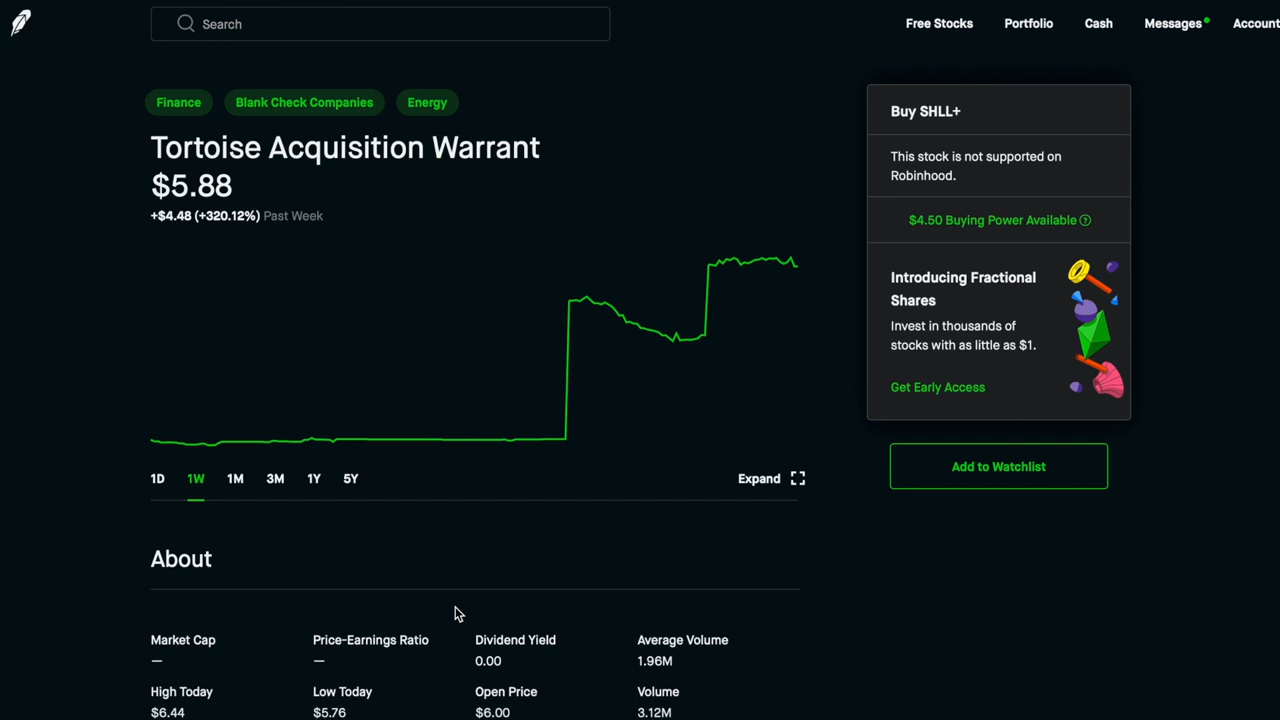 Search
Free Stocks Portfolio Cash Messages Account
Finance Blank Check Companies Energy
Tortoise Acquisition Warrant
$5.88
+$4.48 (+320.12%) Past Week
1D 1W 1M 3M 1Y 5Y Expand
Buy SHLL+
This stock is not supported on
Robinhood.
$4.50 Buying Power Available ?
Introducing Fractional
Shares
Invest in thousands of
stocks with as little as $1.
Get Early Access
Add to Watchlist
About
Market Cap Price-Earnings Ratio Dividend Yield Average Volume
— — 0.00 1.96M
High Today Low Today Open Price Volume
$6.44 $5.76 $6.00 3.12M